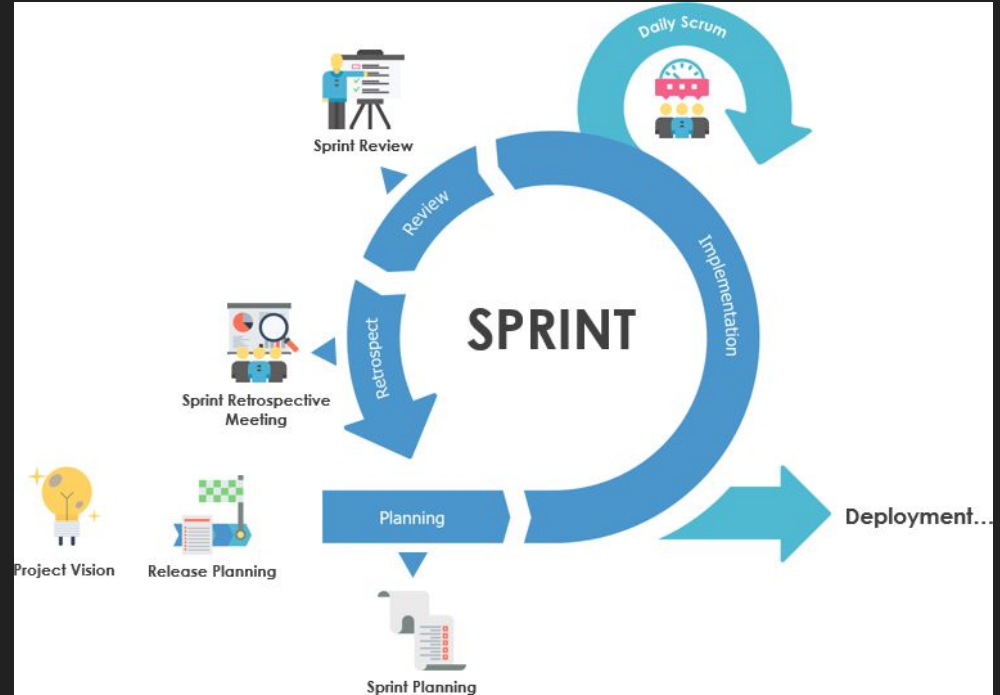 Daily Scrum
Sprint Review
Review
Implementation
SPRINT
Retrospect
Sprint Retrospective
Meeting
Planning
Deployment...
Project Vision
Release Planning
Sprint Planning